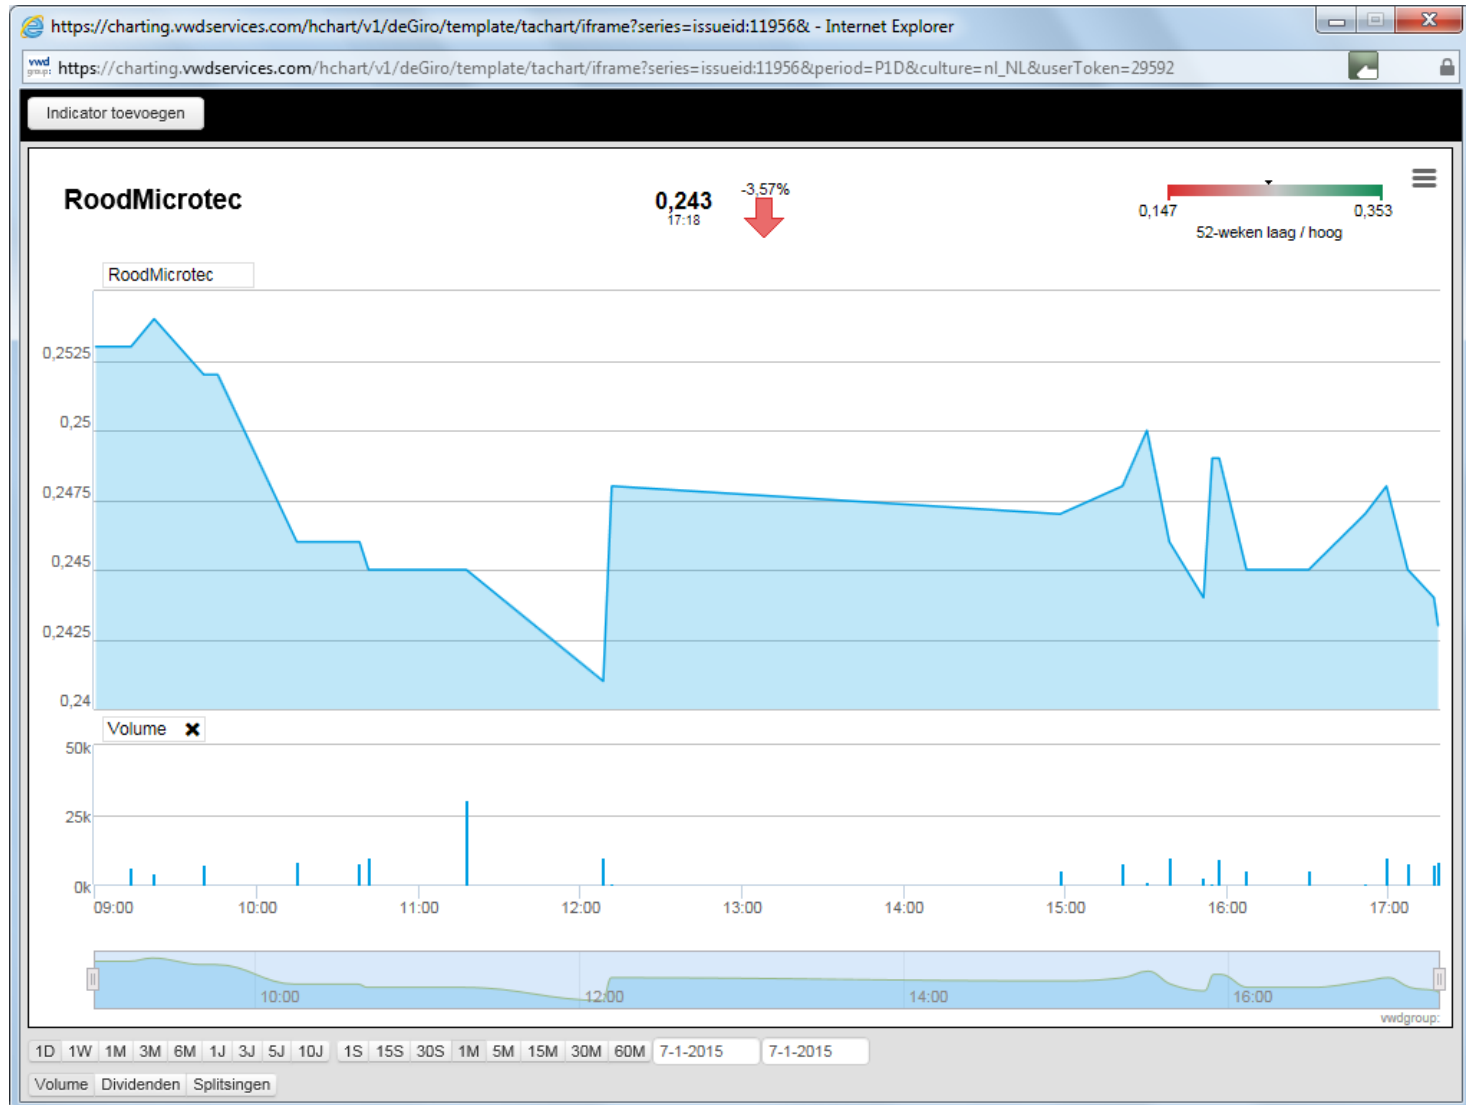 https://charting.vwdservices.com/hchart/v1/deGiro/template/tachart/iframe?series=issueid:11956& - Internet Explorer
vwd group: https://charting.vwdservices.com/hchart/v1/deGiro/template/tachart/iframe?series=issueid:11956&period=P1D&culture=nl_NL&userToken=29592
Indicator toevoegen
RoodMicrotec
0,243
17:18
-3,57%
0,147 0,353
52-weken laag / hoog
RoodMicrotec
0,2525
0,25
0,2475
0,245
0,2425
0,24
Volume
50k
25k
0k
09:00 10:00 11:00 12:00 13:00 14:00 15:00 16:00 17:00
10:00 12:00 14:00 16:00
vwdgroup:
1D 1W 1M 3M 6M 1J 3J 5J 10J 1S 15S 30S 1M 5M 15M 30M 60M 7-1-2015 7-1-2015
Volume Dividenden Splitsingen